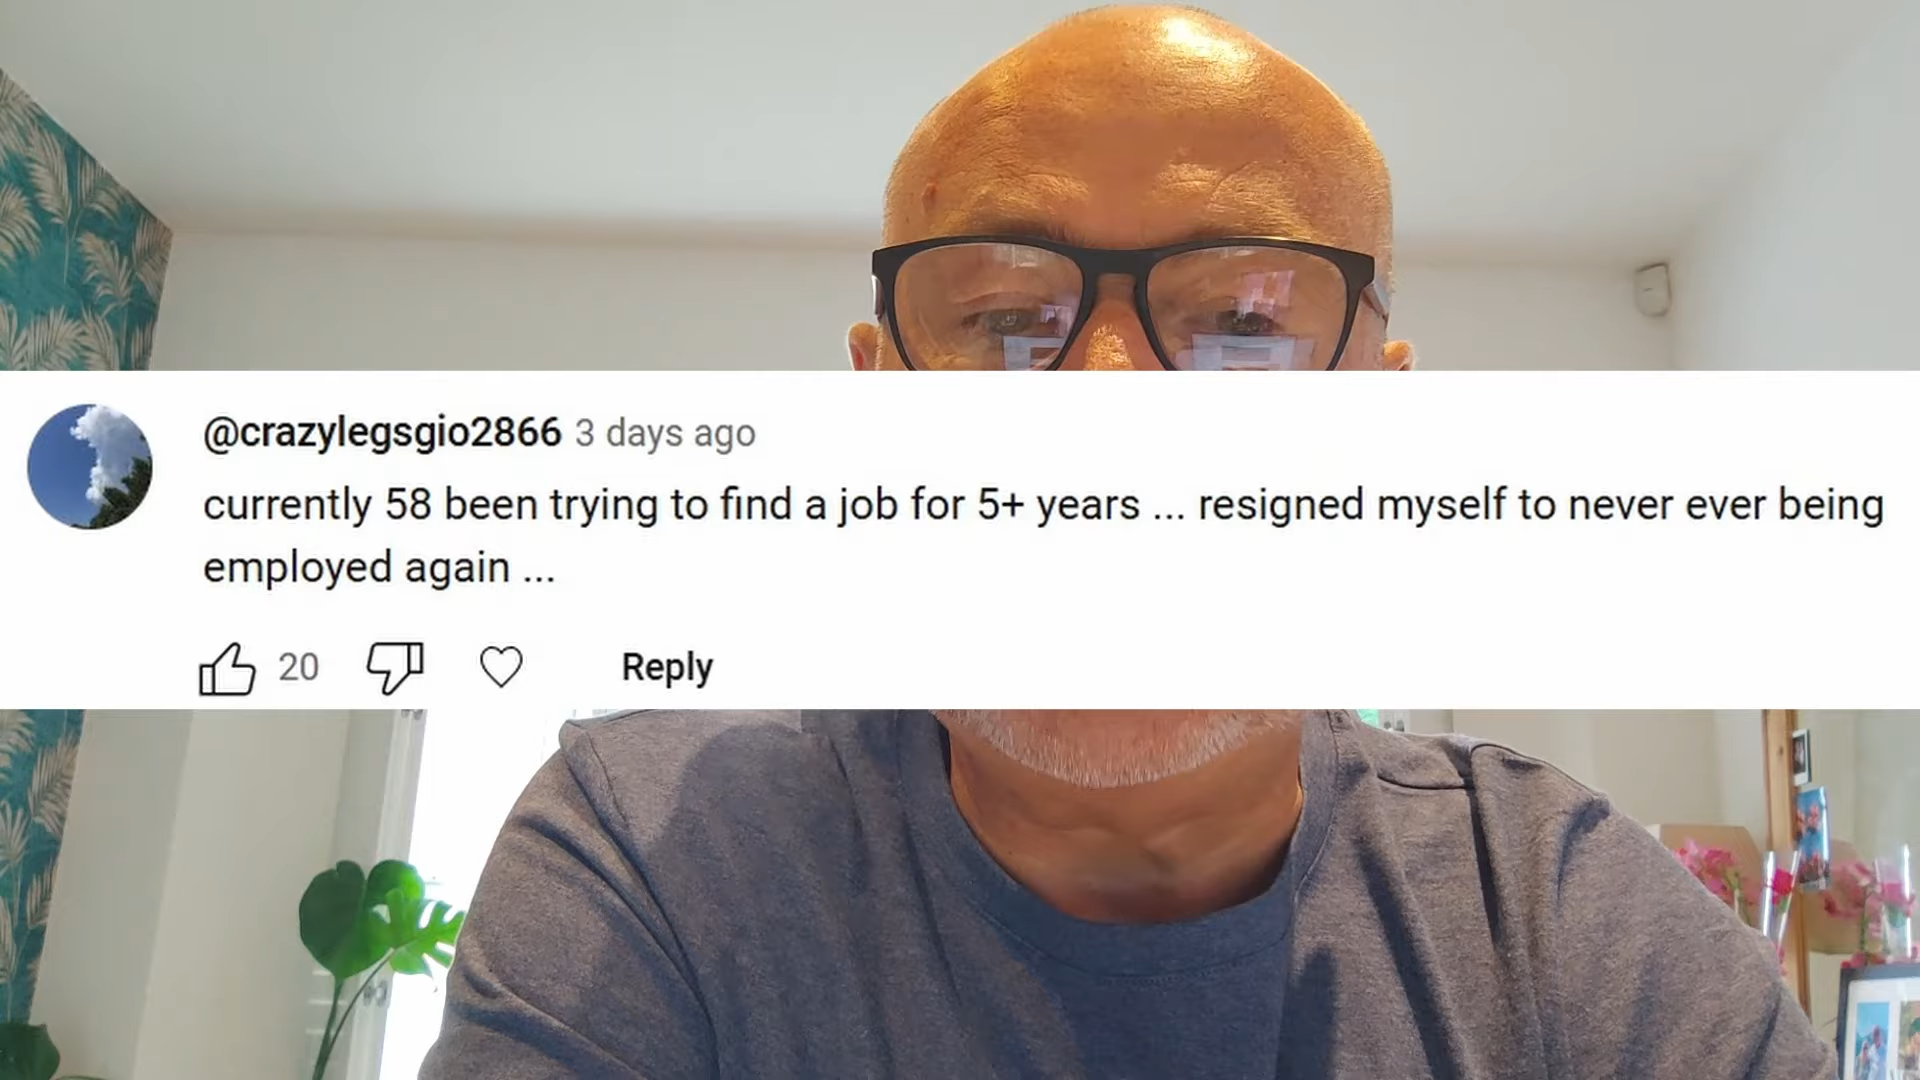 @crazylegsgio2866 3 days ago
currently 58 been trying to find a job for 5+ years ... resigned myself to never ever being
employed again ...
20 Reply